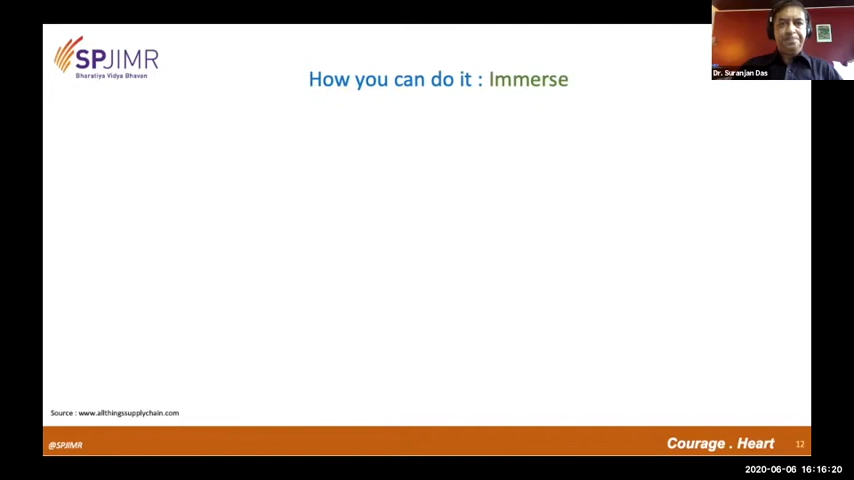 SPJIMR
Bharatiya Vidya Bhavan
Dr. Suranjan Das
How you can do it : Immerse
Source : www.allthingssupplychain.com
@SPJIMR
Courage . Heart
12
2020-06-06 16:16:20